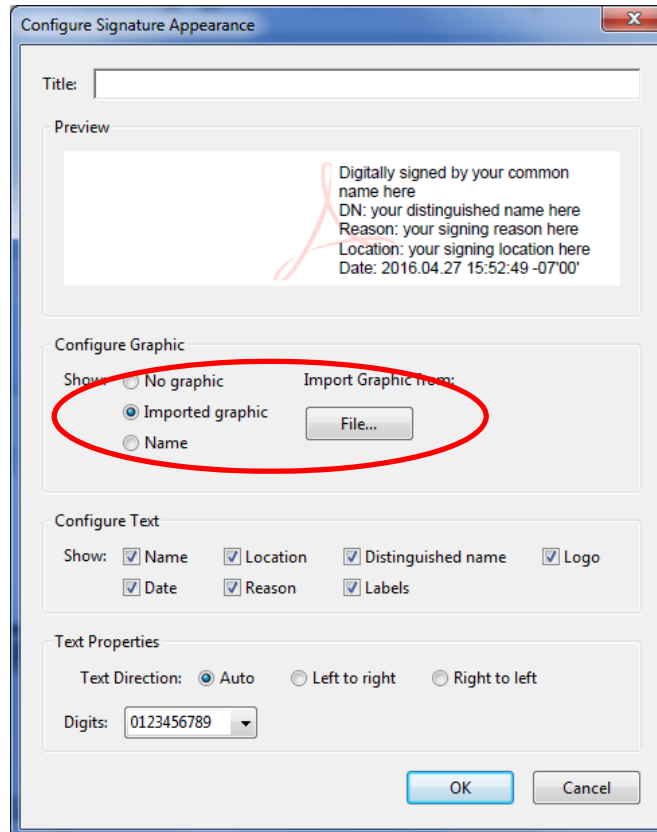 Configure Signature Appearance
Title:
Preview
Digitally signed by your common
name here
DN: your distinguished name here
Reason: your signing reason here
Location: your signing location here
Date: 2016.04.27 15:52:49 -07'00'
Configure Graphic
Show: No graphic Import Graphic from:
Imported graphic File...
Name
Configure Text
Show: Name Location Distinguished name Logo
Date Reason Labels
Text Properties
Text Direction: Auto Left to right Right to left
Digits: 0123456789
OK Cancel